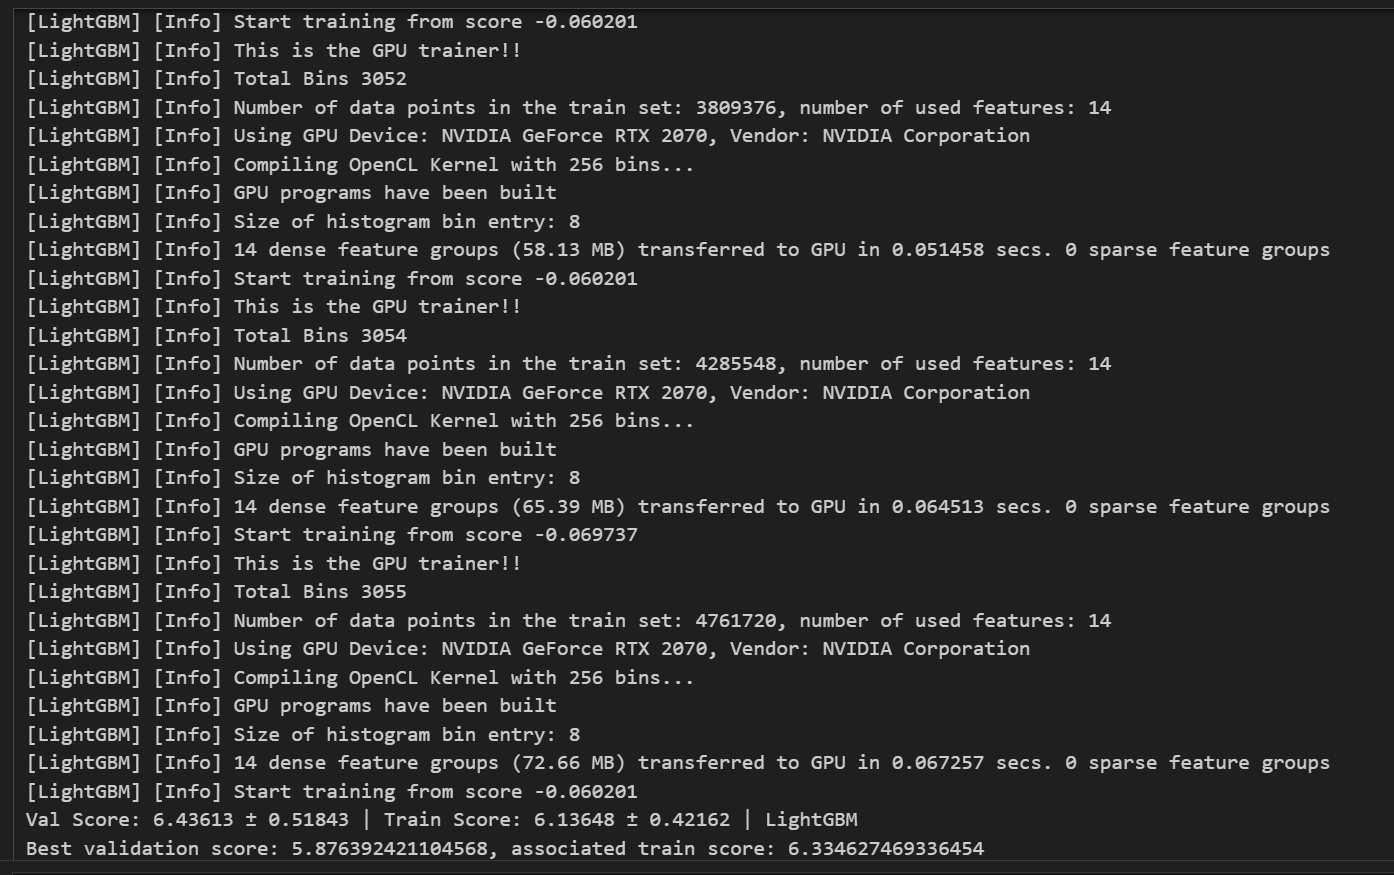 [LightGBM] [Info] Start training from score -0.060201
[LightGBM] [Info] This is the GPU trainer!!
[LightGBM] [Info] Total Bins 3052
[LightGBM] [Info] Number of data points in the train set: 3809376, number of used features: 14
[LightGBM] [Info] Using GPU Device: NVIDIA GeForce RTX 2070, Vendor: NVIDIA Corporation
[LightGBM] [Info] Compiling OpenCL Kernel with 256 bins...
[LightGBM] [Info] GPU programs have been built
[LightGBM] [Info] Size of histogram bin entry: 8
[LightGBM] [Info] 14 dense feature groups (58.13 MB) transferred to GPU in 0.051458 secs. 0 sparse feature groups
[LightGBM] [Info] Start training from score -0.060201
[LightGBM] [Info] This is the GPU trainer!!
[LightGBM] [Info] Total Bins 3054
[LightGBM] [Info] Number of data points in the train set: 4285548, number of used features: 14
[LightGBM] [Info] Using GPU Device: NVIDIA GeForce RTX 2070, Vendor: NVIDIA Corporation
[LightGBM] [Info] Compiling OpenCL Kernel with 256 bins...
[LightGBM] [Info] GPU programs have been built
[LightGBM] [Info] Size of histogram bin entry: 8
[LightGBM] [Info] 14 dense feature groups (65.39 MB) transferred to GPU in 0.064513 secs. 0 sparse feature groups
[LightGBM] [Info] Start training from score -0.069737
[LightGBM] [Info] This is the GPU trainer!!
[LightGBM] [Info] Total Bins 3055
[LightGBM] [Info] Number of data points in the train set: 4761720, number of used features: 14
[LightGBM] [Info] Using GPU Device: NVIDIA GeForce RTX 2070, Vendor: NVIDIA Corporation
[LightGBM] [Info] Compiling OpenCL Kernel with 256 bins...
[LightGBM] [Info] GPU programs have been built
[LightGBM] [Info] Size of histogram bin entry: 8
[LightGBM] [Info] 14 dense feature groups (72.66 MB) transferred to GPU in 0.067257 secs. 0 sparse feature groups
[LightGBM] [Info] Start training from score -0.060201
Val Score: 6.43613 ± 0.51843 | Train Score: 6.13648 ± 0.42162 | LightGBM
Best validation score: 5.876392421104568, associated train score: 6.334627469336454